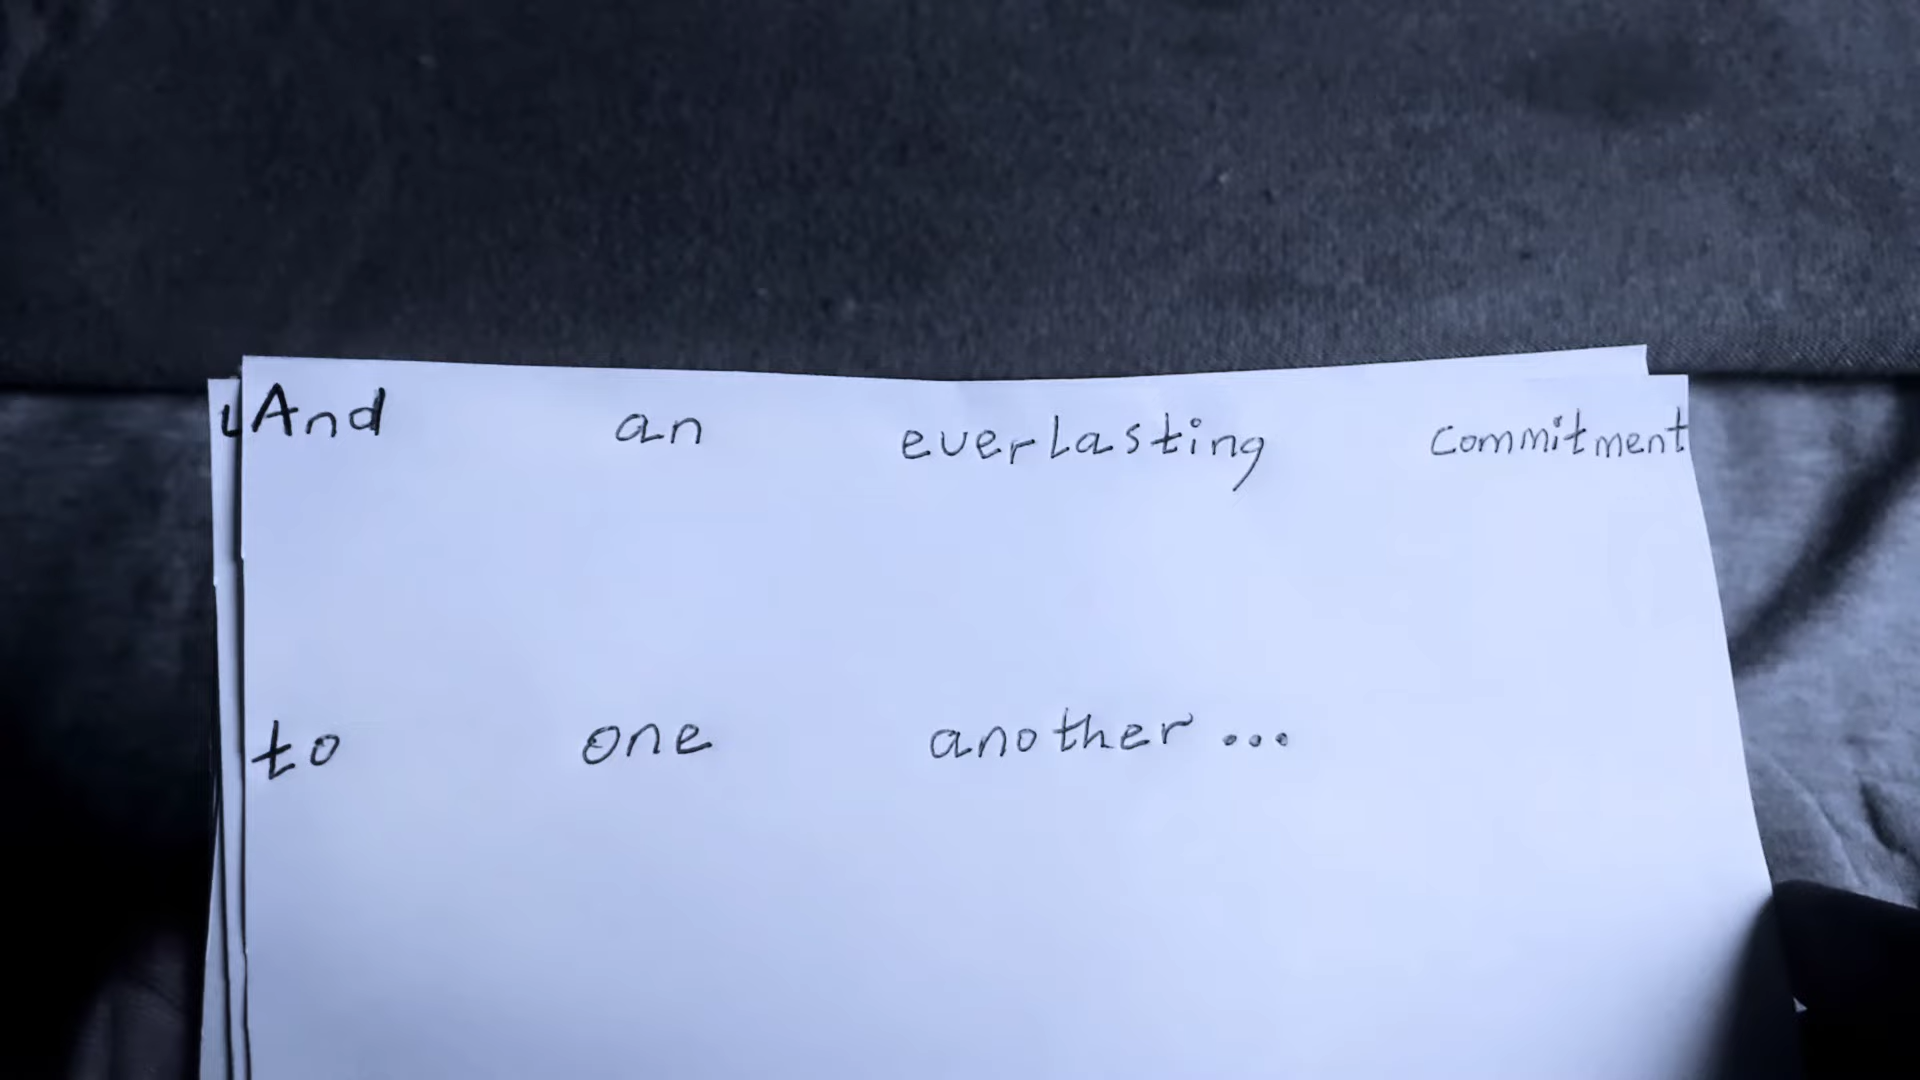 And an everlasting commitment
to one another...